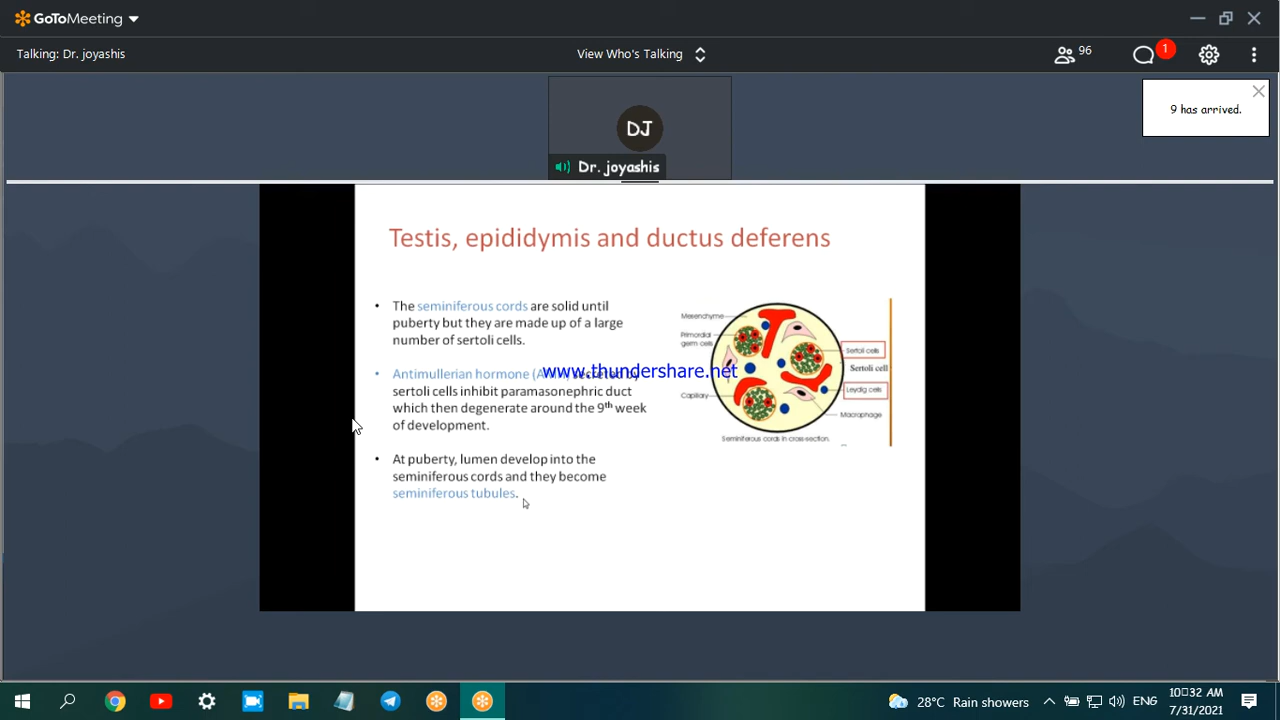 GoToMeeting
Talking: Dr. joyashis
View Who's Talking
96
1
9 has arrived.
DJ
Dr. joyashis
Testis, epididymis and ductus deferens
• The seminiferous cords are solid until
puberty but they are made up of a large
number of sertoli cells.
• Antimullerian hormone secreted by
sertoli cells inhibit paramasonephric duct
which then degenerate around the 9th week
of development.
• At puberty, lumen develop into the
seminiferous cords and they become
seminiferous tubules.
www.thundershare.net
Mesenchyme
Primordial
germ cells
Capillary
Sertoli cells
Sertoli cell
Leydig cells
Macrophage
Seminiferous cords in cross-section.
28°C Rain showers
ENG
10:32 AM
7/31/2021